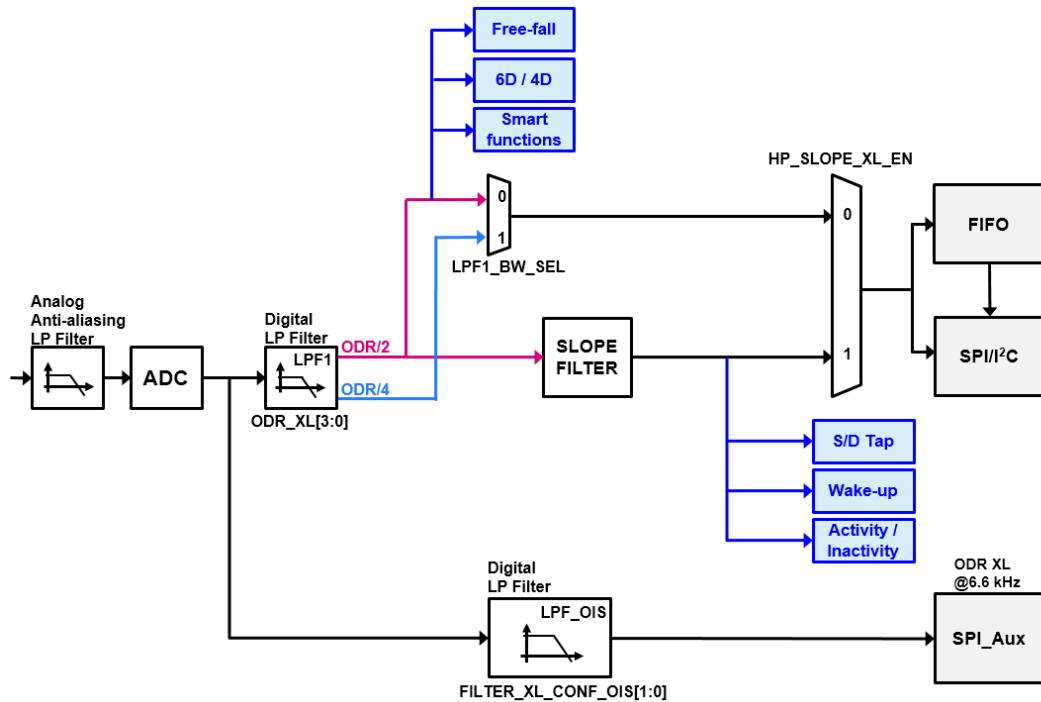 Free-fall
6D / 4D
Smart
functions
HP_SLOPE_XL_EN
0
1
LPF1_BW_SEL
0
1
FIFO
SPI/I²C
Analog
Anti-aliasing
LP Filter
ADC
Digital
LP Filter
LPF1
ODR/2
ODR/4
ODR_XL[3:0]
SLOPE
FILTER
S/D Tap
Wake-up
Activity /
Inactivity
Digital
LP Filter
LPF_OIS
FILTER_XL_CONF_OIS[1:0]
ODR XL
@6.6 kHz
SPI_Aux